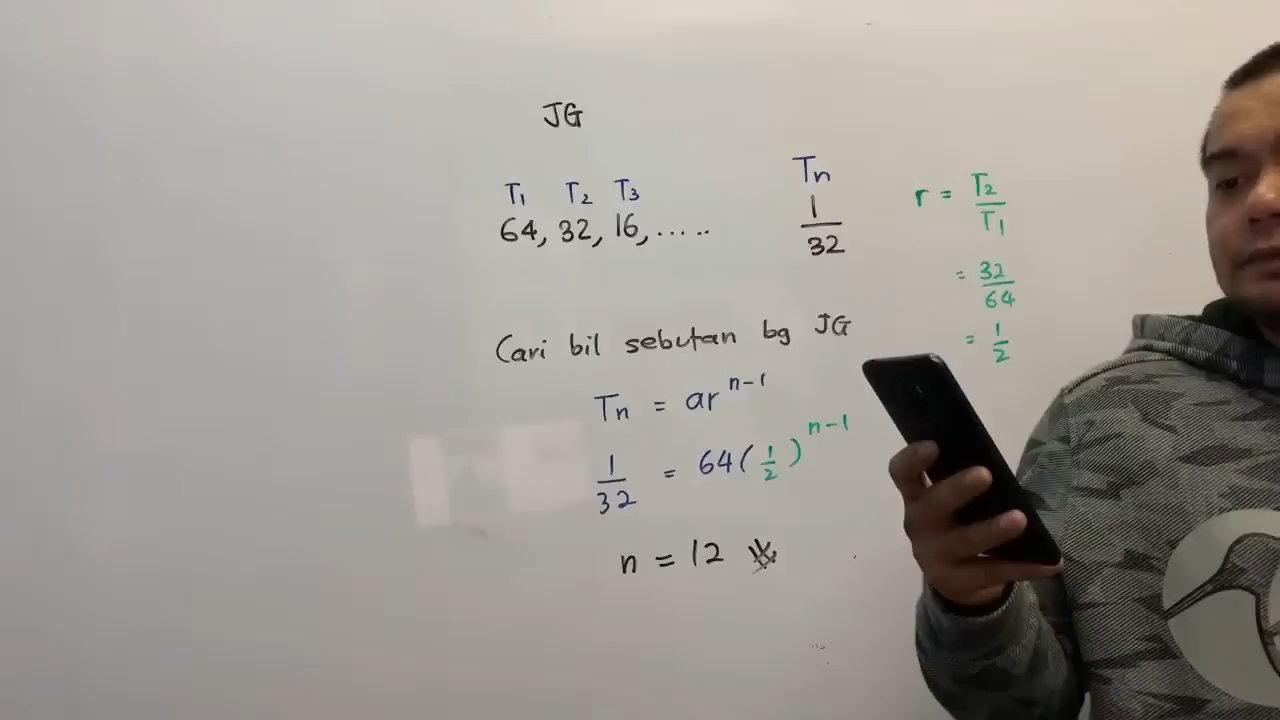 JG
T₁ T₂ T₃ Tn
64, 32, 16, ..... 1/32
Cari bil sebutan bg JG
Tn = ar^(n-1)
1/32 = 64(1/2)^(n-1)
n = 12
r = T₂/T₁
= 32/64
= 1/2